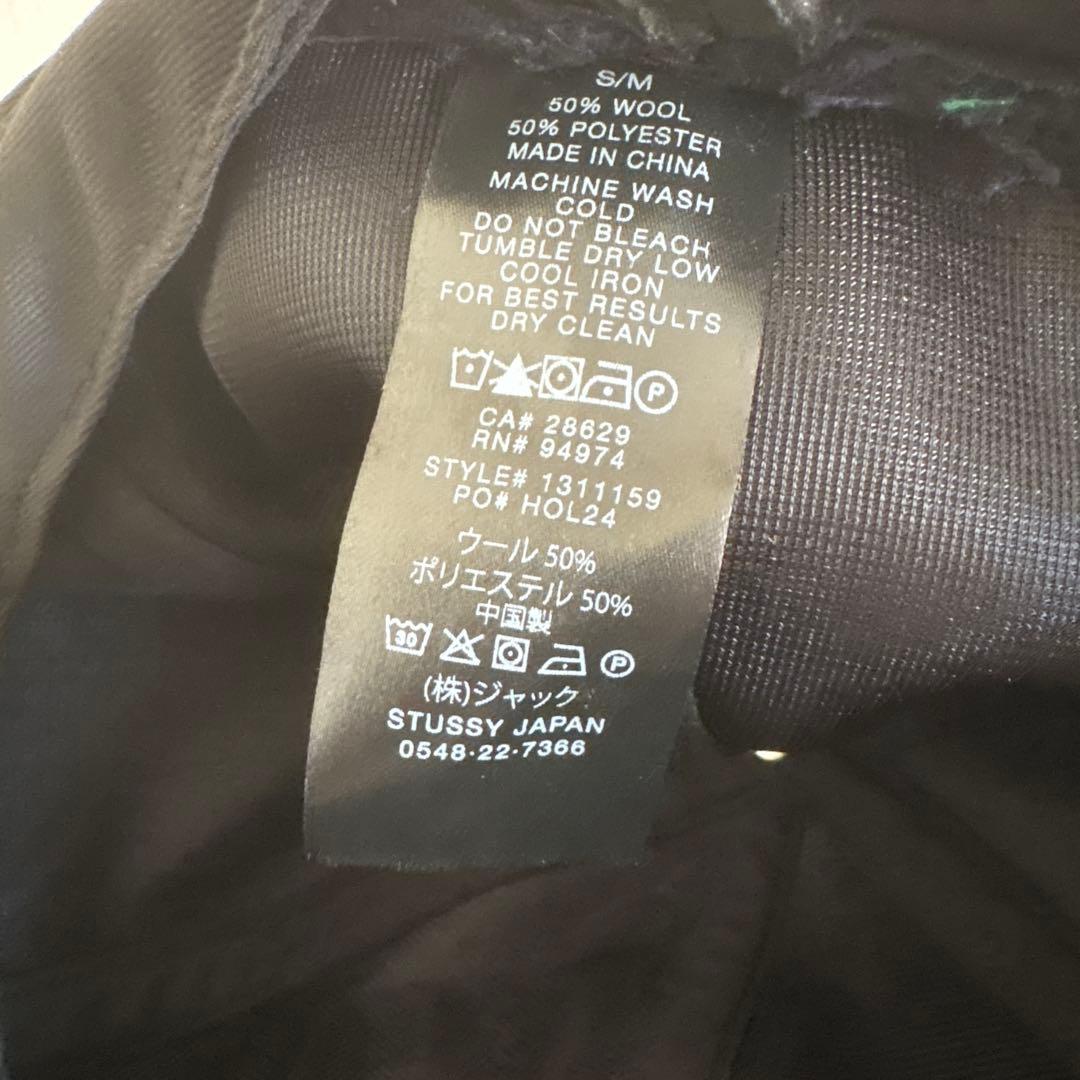 S/M
50% WOOL
50% POLYESTER
MADE IN CHINA
MACHINE WASH
COLD
DO NOT BLEACH
TUMBLE DRY LOW
COOL IRON
FOR BEST RESULTS
DRY CLEAN
P
CA# 28629
RN# 94974
STYLE# 1311159
PO# HOL24
ウール 50%
ポリエステル 50%
中国製
30 P
(株)ジャック
STUSSY JAPAN
0548·22·7366